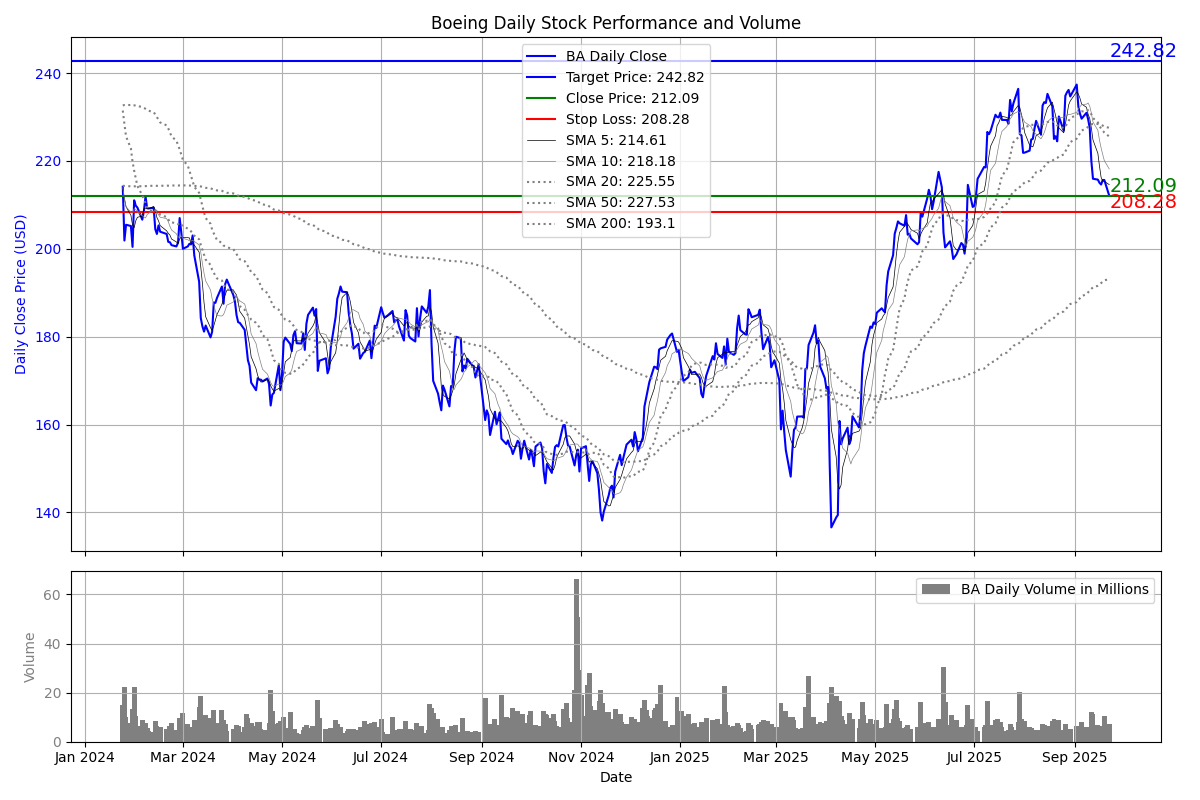 Boeing Daily Stock Performance and Volume
242.82
BA Daily Close
Target Price: 242.82
Close Price: 212.09
Stop Loss: 208.28
SMA 5: 214.61
SMA 10: 218.18
SMA 20: 225.55
SMA 50: 227.53
SMA 200: 193.1
212.09
208.28
Daily Close Price (USD)
240
220
200
180
160
140
BA Daily Volume in Millions
Volume
60
40
20
0
Jan 2024 Mar 2024 May 2024 Jul 2024 Sep 2024 Nov 2024 Jan 2025 Mar 2025 May 2025 Jul 2025 Sep 2025
Date